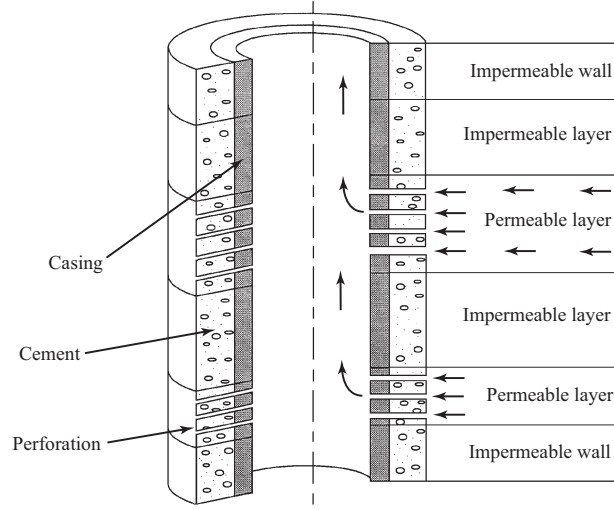 Impermeable wall
Impermeable layer
Permeable layer
Casing
Impermeable layer
Cement
Permeable layer
Perforation
Impermeable wall